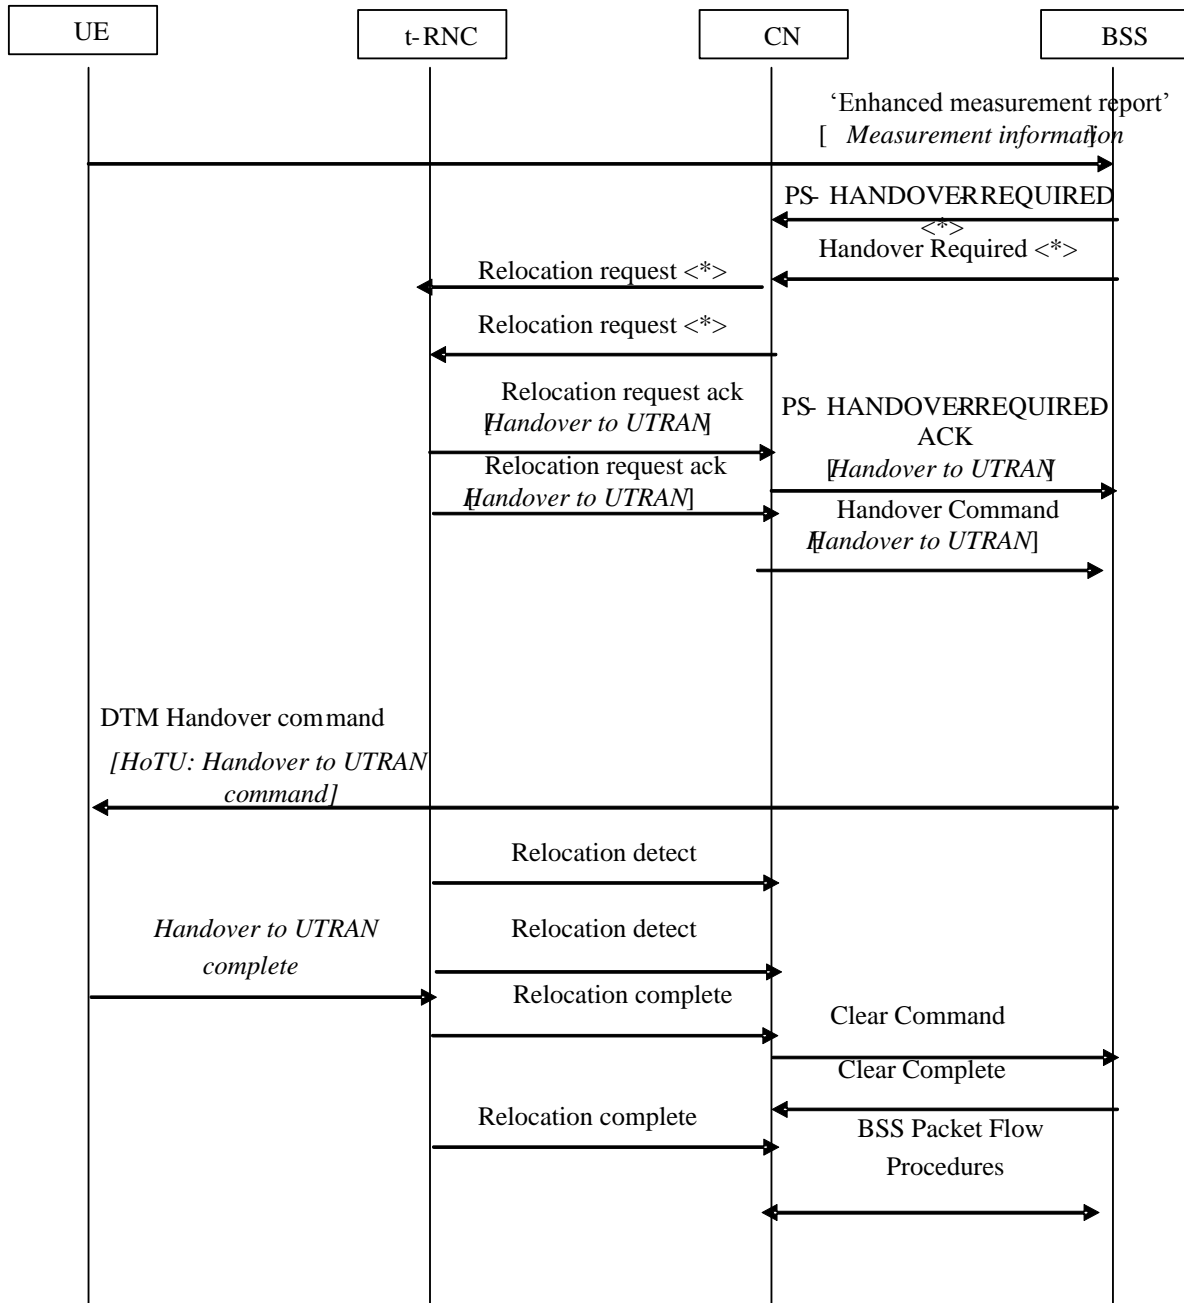 UE
t-RNC
CN
BSS
‘Enhanced measurement report’
[ Measurement information]
PS- HANDOVER-REQUIRED
<*>
Handover Required <*>
Relocation request <*>
Relocation request <*>
Relocation request ack
[Handover to UTRAN]
PS- HANDOVER-REQUIRED-
ACK
[Handover to UTRAN]
Relocation request ack
[Handover to UTRAN]
Handover Command
[Handover to UTRAN]
DTM Handover command
[HoTU: Handover to UTRAN
command]
Relocation detect
Handover to UTRAN
complete
Relocation detect
Relocation complete
Clear Command
Clear Complete
Relocation complete
BSS Packet Flow
Procedures